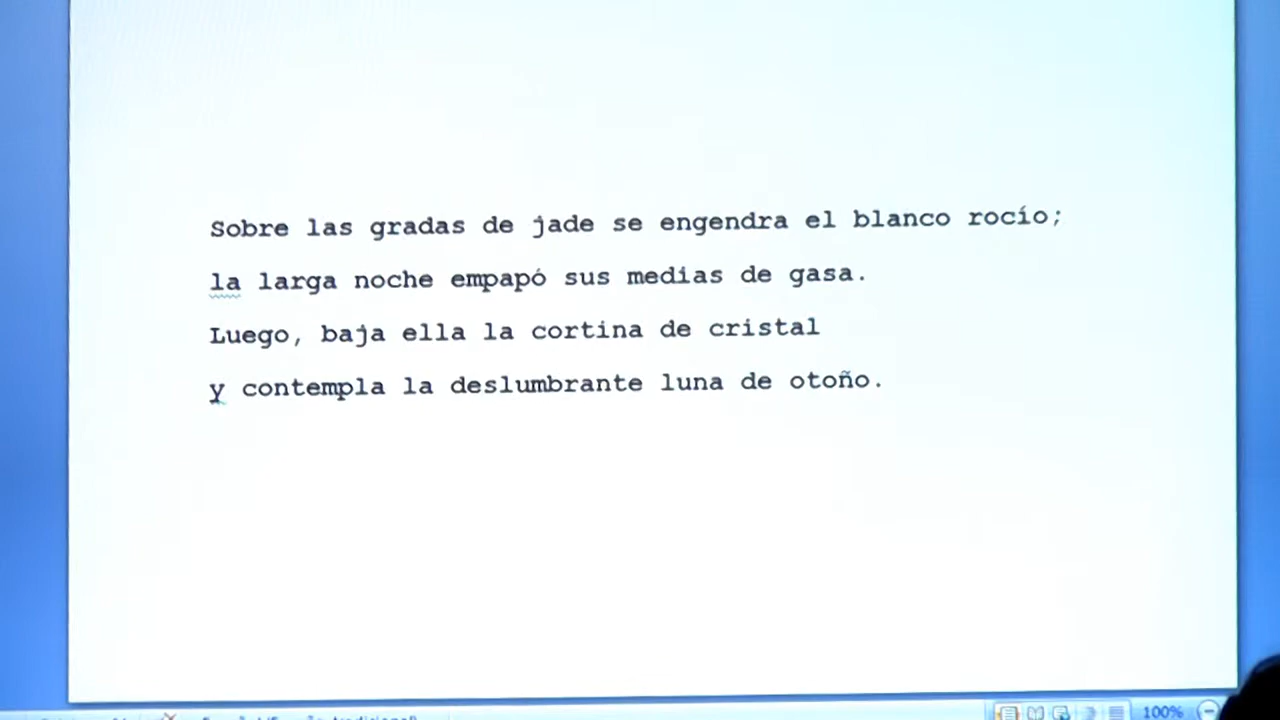 Sobre las gradas de jade se engendra el blanco rocío;
la larga noche empapó sus medias de gasa.
Luego, baja ella la cortina de cristal
y contempla la deslumbrante luna de otoño.
100%